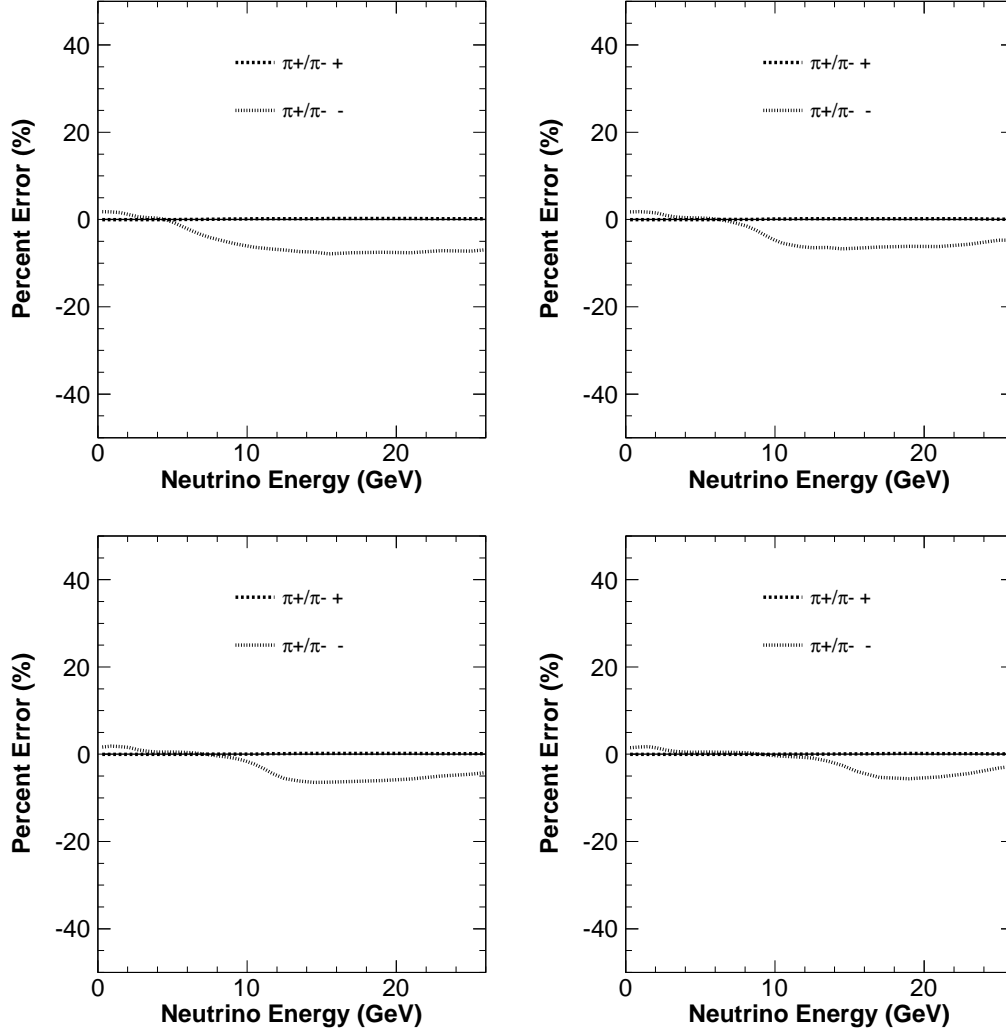 40
π+/π- +
π+/π- -
20
0
-20
-40
Percent Error (%)
0
10
20
Neutrino Energy (GeV)
40
π+/π- +
π+/π- -
20
0
-20
-40
Percent Error (%)
0
10
20
Neutrino Energy (GeV)
40
π+/π- +
π+/π- -
20
0
-20
-40
Percent Error (%)
0
10
20
Neutrino Energy (GeV)
40
π+/π- +
π+/π- -
20
0
-20
-40
Percent Error (%)
0
10
20
Neutrino Energy (GeV)